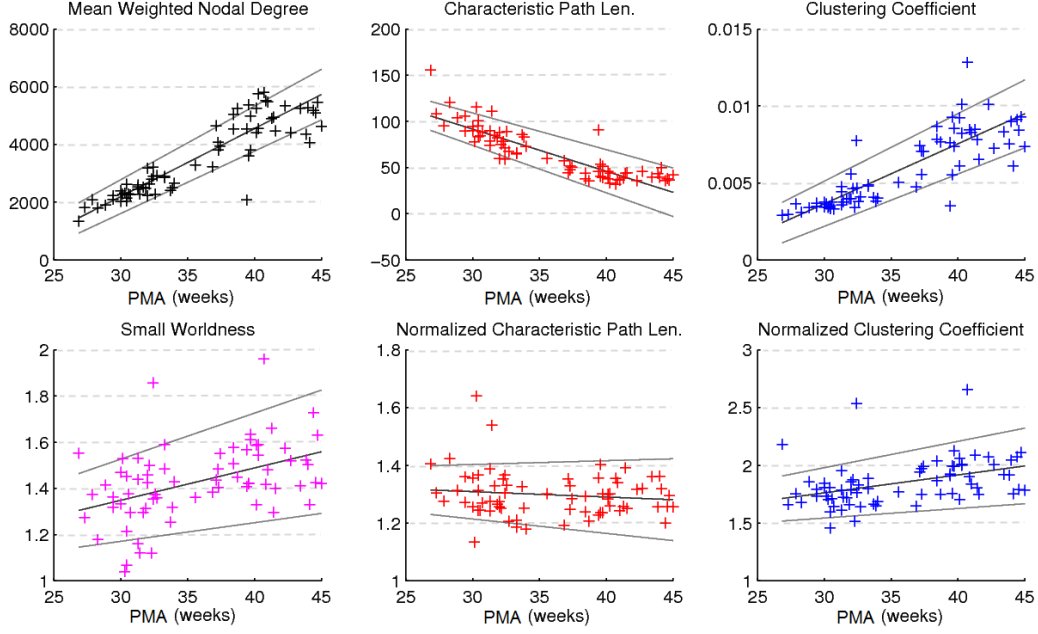 Mean Weighted Nodal Degree
8000
6000
4000
2000
0
25 30 35 40 45
PMA (weeks)
Characteristic Path Len.
200
150
100
50
0
−50
25 30 35 40 45
PMA (weeks)
Clustering Coefficient
0.015
0.01
0.005
0
25 30 35 40 45
PMA (weeks)
Small Worldness
2
1.8
1.6
1.4
1.2
1
25 30 35 40 45
PMA (weeks)
Normalized Characteristic Path Len.
1.8
1.6
1.4
1.2
1
25 30 35 40 45
PMA (weeks)
Normalized Clustering Coefficient
3
2.5
2
1.5
1
25 30 35 40 45
PMA (weeks)